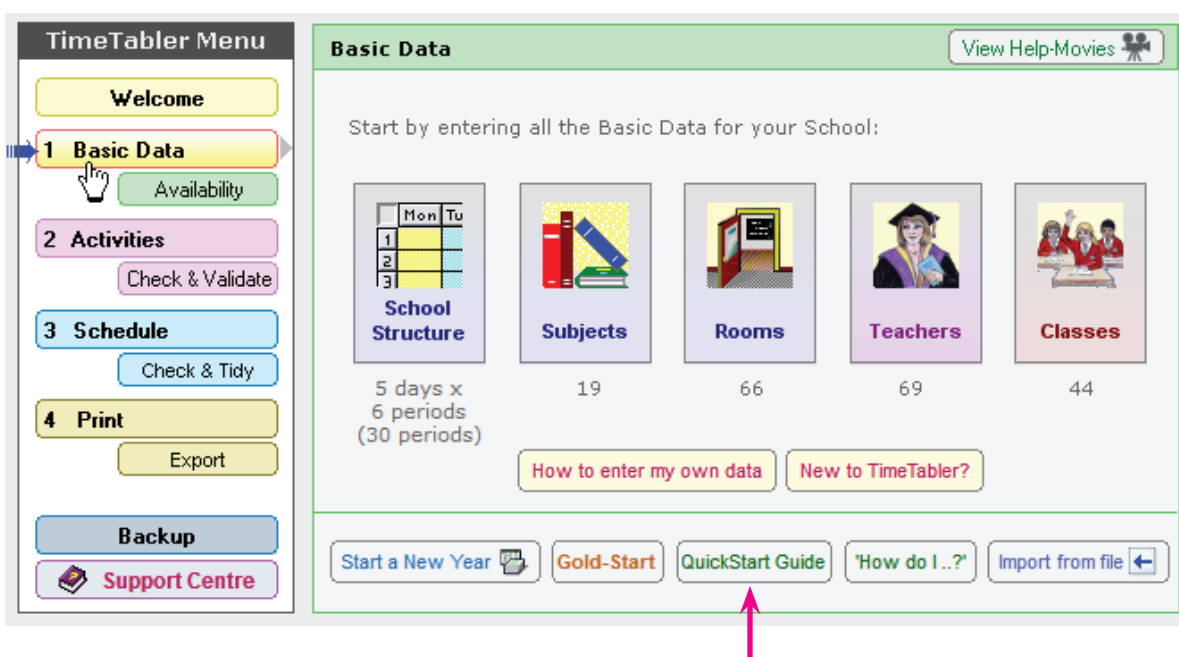 TimeTabler Menu
Welcome
1 Basic Data
Availability
2 Activities
Check & Validate
3 Schedule
Check & Tidy
4 Print
Export
Backup
Support Centre
Basic Data
View Help-Movies
Start by entering all the Basic Data for your School:
Mon Tu
1
2
3
School
Structure
Subjects
Rooms
Teachers
Classes
5 days x
6 periods
(30 periods)
19
66
69
44
How to enter my own data
New to TimeTabler?
Start a New Year
Gold-Start
QuickStart Guide
'How do I ..?'
Import from file